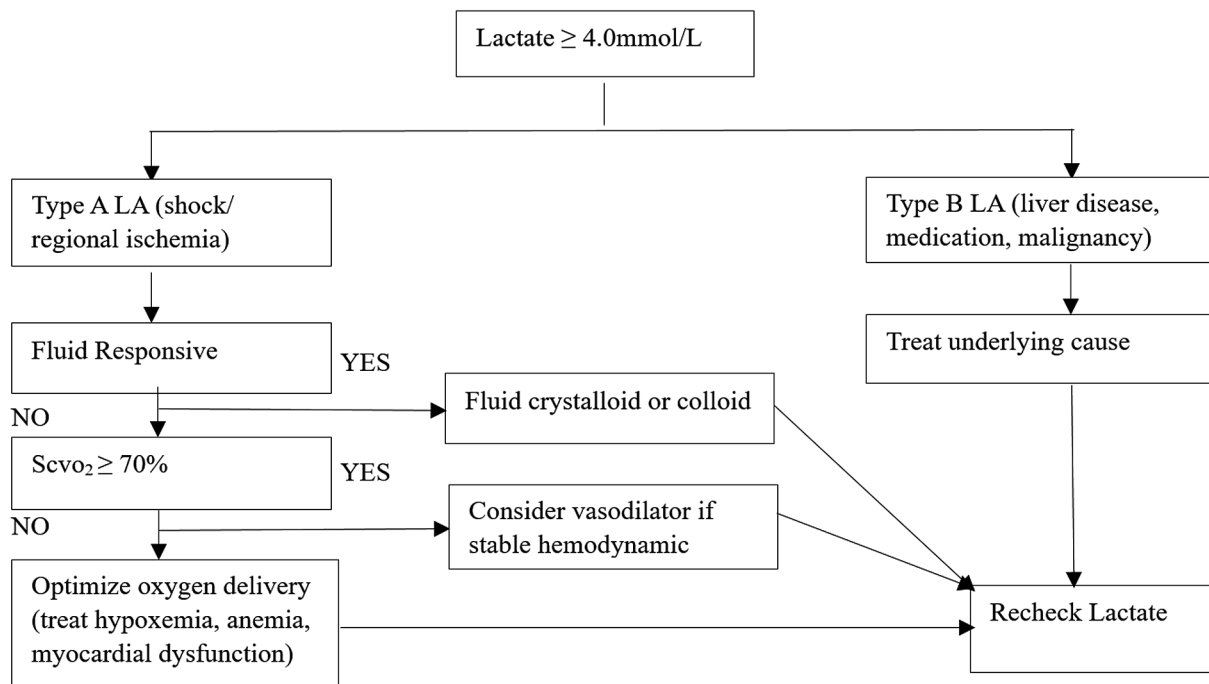 Lactate ≥ 4.0mmol/L
Type A LA (shock/
regional ischemia)
Type B LA (liver disease,
medication, malignancy)
Fluid Responsive
YES
Treat underlying cause
NO
Fluid crystalloid or colloid
Scvo₂ ≥ 70%
YES
NO
Consider vasodilator if
stable hemodynamic
Optimize oxygen delivery
(treat hypoxemia, anemia,
myocardial dysfunction)
Recheck Lactate